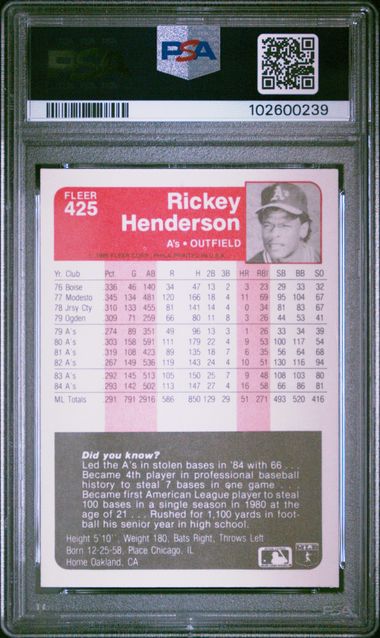 PSA
102600239
FLEER
425
Rickey
Henderson
A's • OUTFIELD
© 1985 FLEER CORP., PHILA. PRINTED IN U.S.A.
Yr. Club Pct. G AB R H 2B 3B HR RBI SB BB SO
76 Boise 336 46 140 34 47 13 2 3 23 29 33 32
77 Modesto 345 134 481 120 166 18 4 11 69 95 104 67
78 Jrsy Cty 310 133 455 81 141 14 4 0 34 81 83 67
79 Ogden 309 71 259 66 80 11 8 3 26 44 53 41
79 A's 274 89 351 49 96 13 3 1 26 33 34 39
80 A's 303 158 591 111 179 22 4 9 53 100 117 54
81 A's 319 108 423 89 135 18 7 6 35 56 64 68
82 A's 267 149 536 119 143 24 4 10 51 130 116 94
83 A's 292 145 513 105 150 25 7 9 48 108 103 80
84 A's 293 142 502 113 147 27 4 16 58 66 86 81
ML Totals .291 791 2916 586 850 129 29 51 271 493 520 416
Did you know?
Led the A's in stolen bases in '84 with 66 . . .
Became 4th player in professional baseball
history to steal 7 bases in one game . . .
Became first American League player to steal
100 bases in a single season in 1980 at the
age of 21 . . . Rushed for 1,100 yards in foot-
ball his senior year in high school.
Height 5'10'', Weight 180, Bats Right, Throws Left
Born 12-25-58, Place Chicago, IL
Home Oakland, CA
PSA